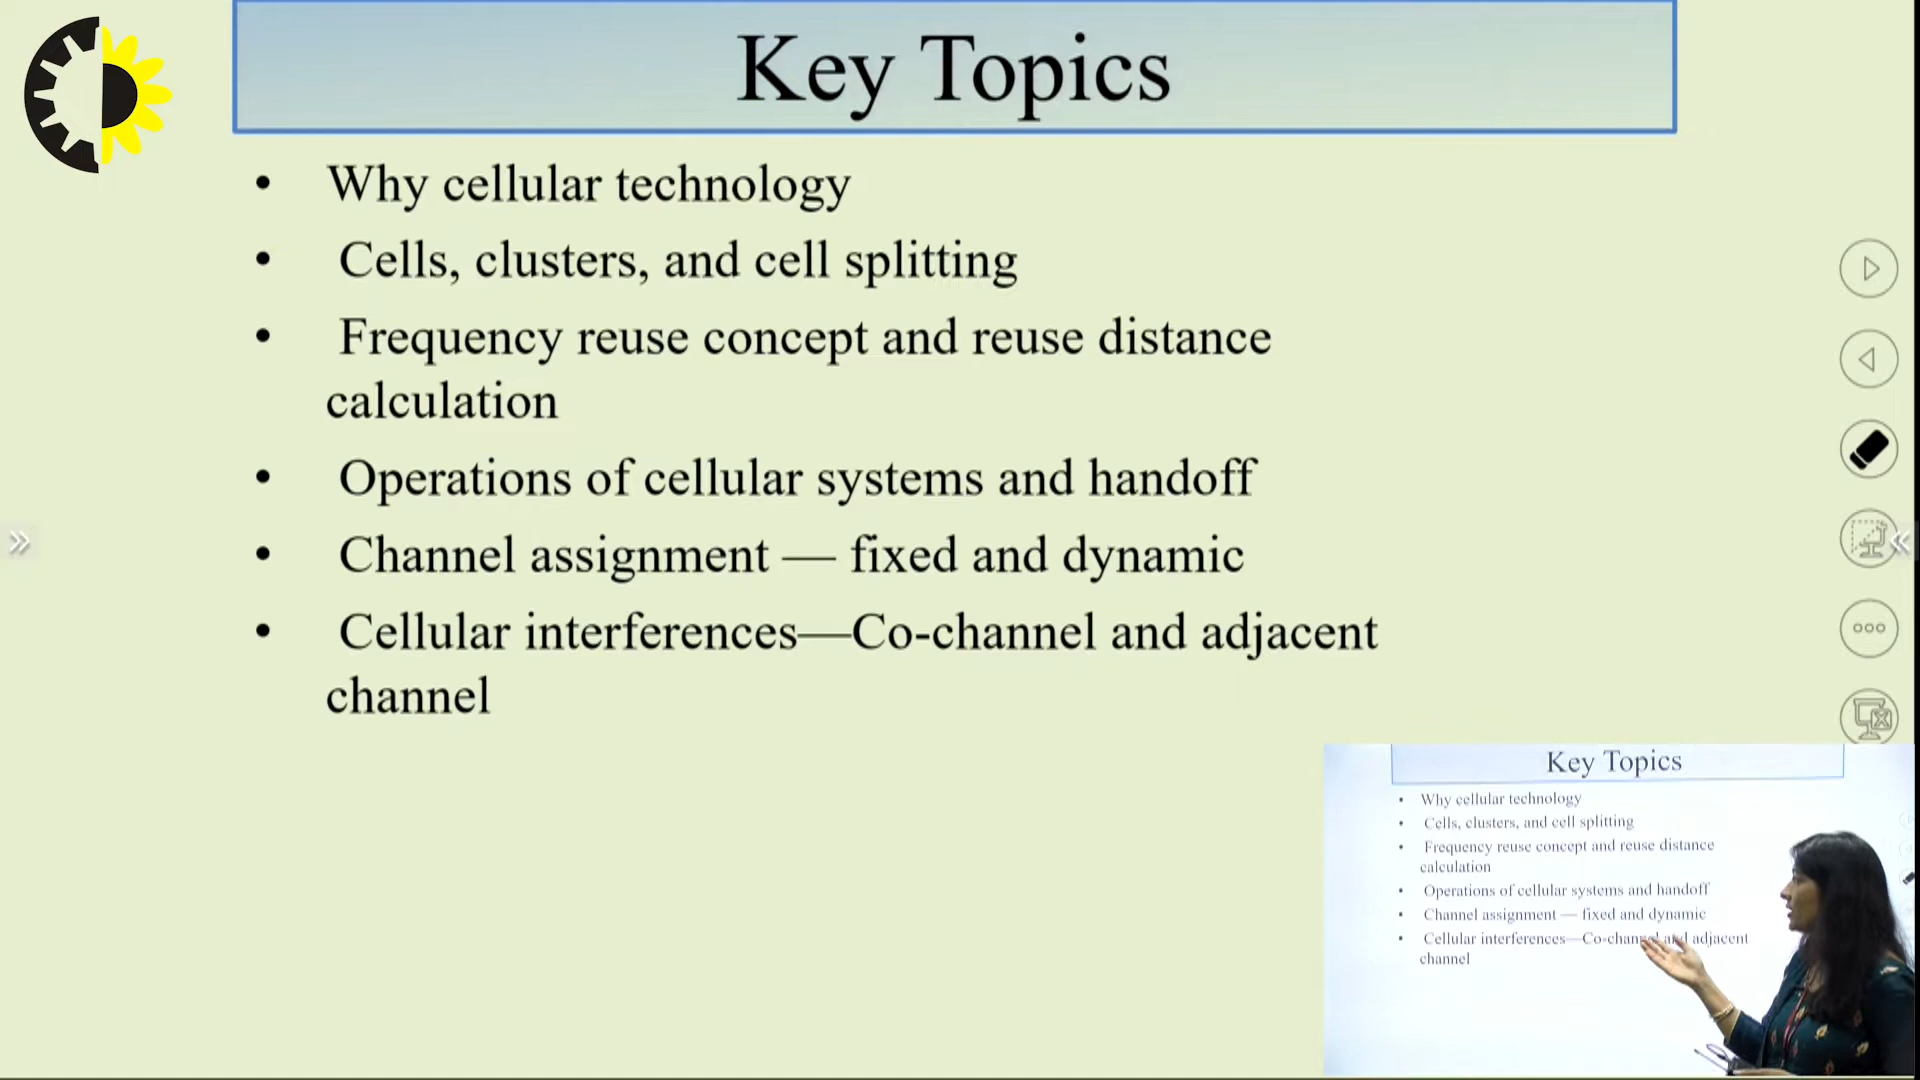 Key Topics
• Why cellular technology
• Cells, clusters, and cell splitting
• Frequency reuse concept and reuse distance
calculation
• Operations of cellular systems and handoff
• Channel assignment — fixed and dynamic
• Cellular interferences—Co-channel and adjacent
channel
Key Topics
• Why cellular technology
• Cells, clusters, and cell splitting
• Frequency reuse concept and reuse distance
calculation
• Operations of cellular systems and handoff
• Channel assignment — fixed and dynamic
• Cellular interferences—Co-channel and adjacent
channel